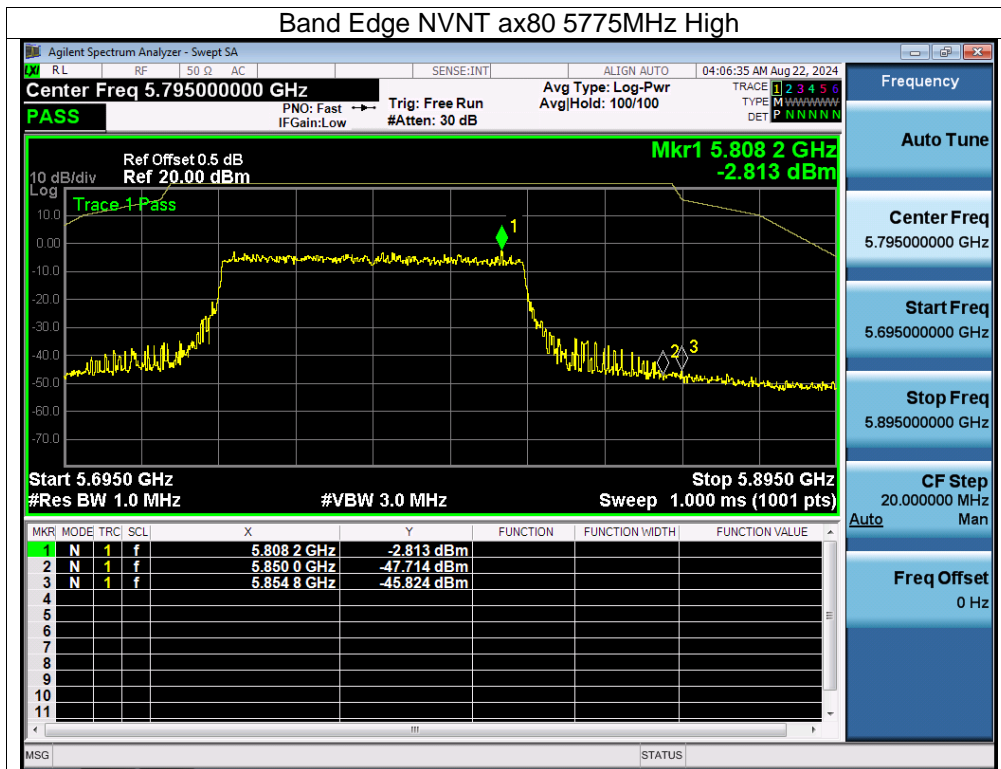 Band Edge NVNT ax80 5775MHz High
Agilent Spectrum Analyzer - Swept SA
LXI RL RF 50 Ω AC SENSE:INT ALIGN AUTO 04:06:35 AM Aug 22, 2024
Center Freq 5.795000000 GHz
PASS
PNO: Fast
IFGain:Low
Trig: Free Run
#Atten: 30 dB
Avg Type: Log-Pwr
Avg|Hold: 100/100
TRACE 1 2 3 4 5 6
TYPE M WWWWW
DET P N N N N N
Mkr1 5.808 2 GHz
-2.813 dBm
Ref Offset 0.5 dB
10 dB/div Ref 20.00 dBm
Log
Trace 1 Pass
10.0
0.00
-10.0
-20.0
-30.0
-40.0
-50.0
-60.0
-70.0
1
2
3
Start 5.6950 GHz Stop 5.8950 GHz
#Res BW 1.0 MHz #VBW 3.0 MHz Sweep 1.000 ms (1001 pts)
MKR MODE TRC SCL X Y FUNCTION FUNCTION WIDTH FUNCTION VALUE
1 N 1 f 5.808 2 GHz -2.813 dBm
2 N 1 f 5.850 0 GHz -47.714 dBm
3 N 1 f 5.854 8 GHz -45.824 dBm
4
5
6
7
8
9
10
11
MSG STATUS
Frequency
Auto Tune
Center Freq
5.795000000 GHz
Start Freq
5.695000000 GHz
Stop Freq
5.895000000 GHz
CF Step
20.000000 MHz
Auto Man
Freq Offset
0 Hz